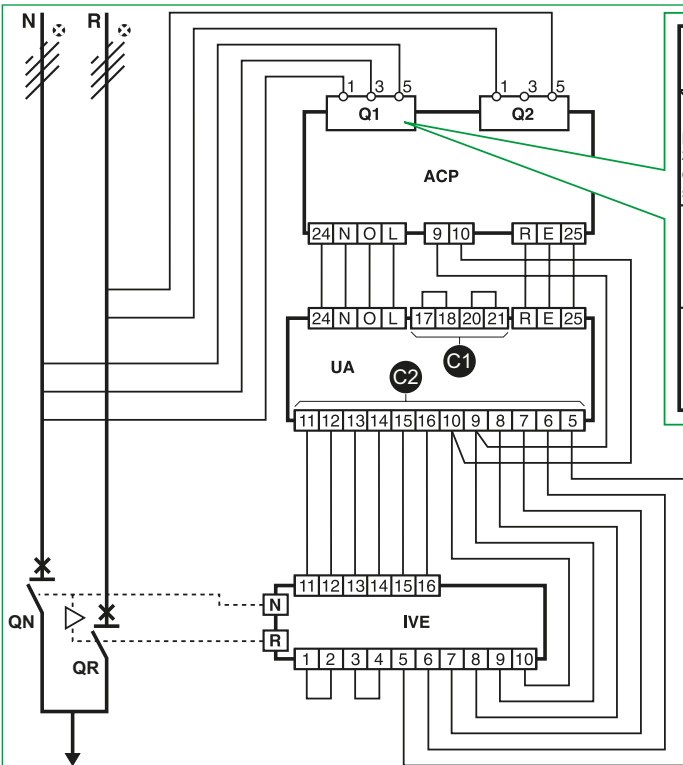 N R
1 3 5 1 3 5
Q1 Q2
ACP
24 N O L 9 10 R E 25
24 N O L 17 18 20 21 R E 25
UA C1
C2
11 12 13 14 15 16 10 9 8 7 6 5
11 12 13 14 15 16
N
QN IVE
R
QR
1 2 3 4 5 6 7 8 9 10